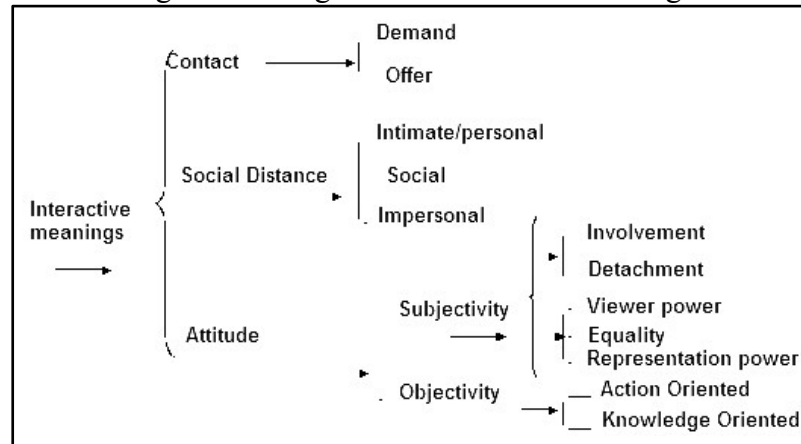 Demand
Contact
Offer
Intimate/personal
Social Distance
Social
Interactive
meanings
Impersonal
Involvement
Detachment
Subjectivity
Viewer power
Attitude
Equality
Representation power
Objectivity
Action Oriented
Knowledge Oriented